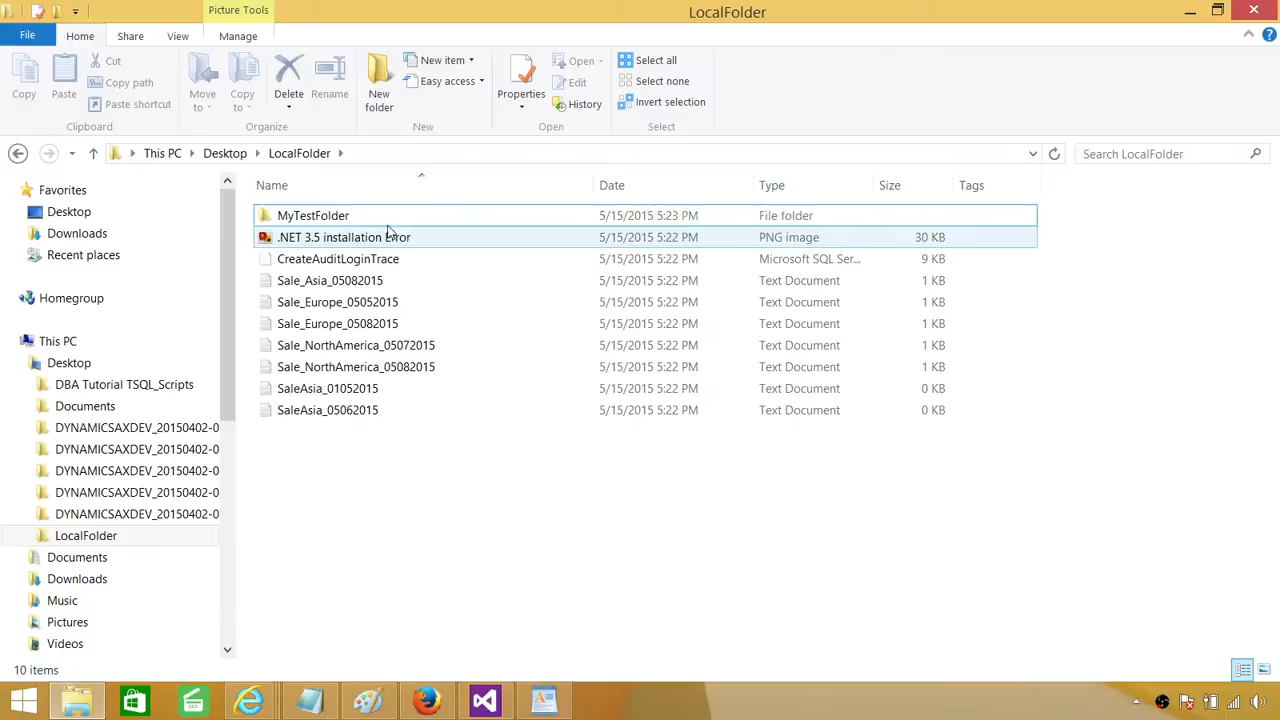 Picture Tools
LocalFolder
File
Home
Share
View
Manage
Copy
Paste
Cut
Copy path
Paste shortcut
Clipboard
Move to
Copy to
Delete
Rename
Organize
New folder
New item
Easy access
New
Properties
Open
Edit
History
Open
Select all
Select none
Invert selection
Select
This PC
Desktop
LocalFolder
Search LocalFolder
Favorites
Desktop
Downloads
Recent places
Homegroup
This PC
Desktop
DBA Tutorial TSQL_Scripts
Documents
DYNAMICSAXDEV_20150402-0
DYNAMICSAXDEV_20150402-0
DYNAMICSAXDEV_20150402-0
DYNAMICSAXDEV_20150402-0
DYNAMICSAXDEV_20150402-0
LocalFolder
Documents
Downloads
Music
Pictures
Videos
Name Date Type Size Tags
MyTestFolder 5/15/2015 5:23 PM File folder
.NET 3.5 installation Error 5/15/2015 5:22 PM PNG image 30 KB
CreateAuditLoginTrace 5/15/2015 5:22 PM Microsoft SQL Ser... 9 KB
Sale_Asia_05082015 5/15/2015 5:22 PM Text Document 1 KB
Sale_Europe_05052015 5/15/2015 5:22 PM Text Document 1 KB
Sale_Europe_05082015 5/15/2015 5:22 PM Text Document 1 KB
Sale_NorthAmerica_05072015 5/15/2015 5:22 PM Text Document 1 KB
Sale_NorthAmerica_05082015 5/15/2015 5:22 PM Text Document 1 KB
SaleAsia_01052015 5/15/2015 5:22 PM Text Document 0 KB
SaleAsia_05062015 5/15/2015 5:22 PM Text Document 0 KB
10 items